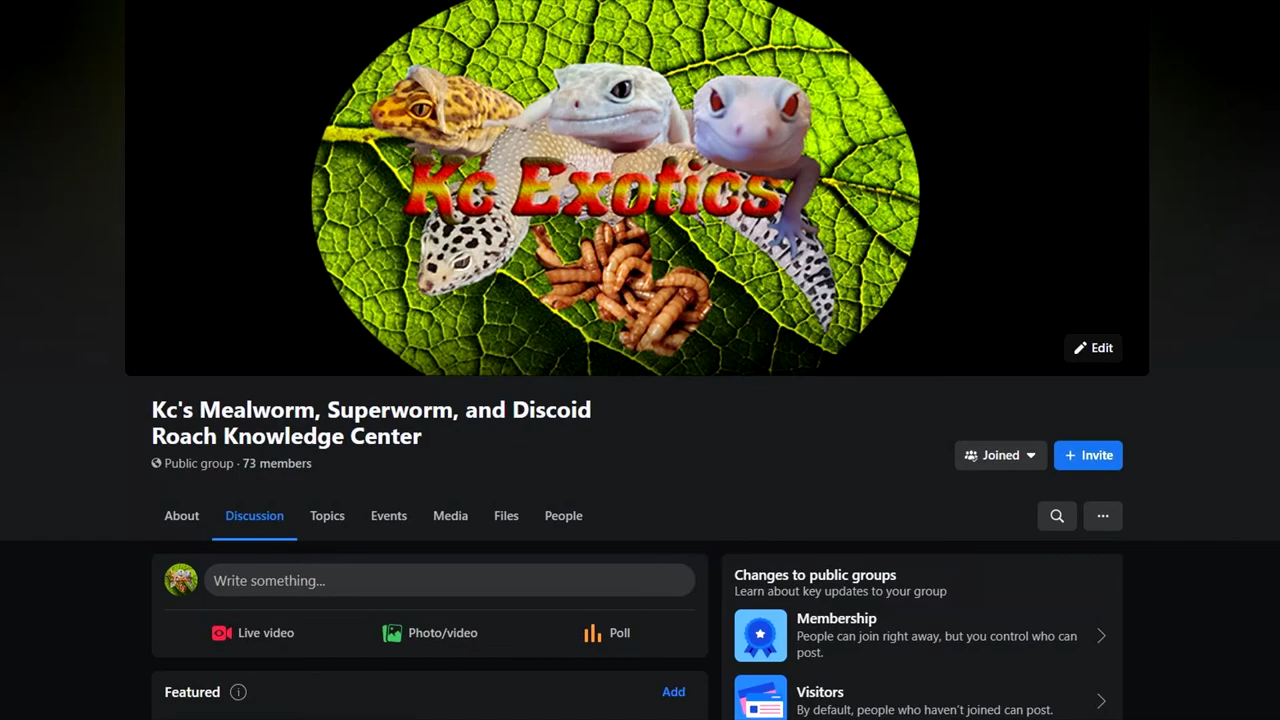 Kc Exotics
Edit
Kc's Mealworm, Superworm, and Discoid
Roach Knowledge Center
Public group · 73 members
Joined
+ Invite
About
Discussion
Topics
Events
Media
Files
People
Write something...
Live video
Photo/video
Poll
Featured
Add
Changes to public groups
Learn about key updates to your group
Membership
People can join right away, but you control who can
post.
Visitors
By default, people who haven't joined can post.